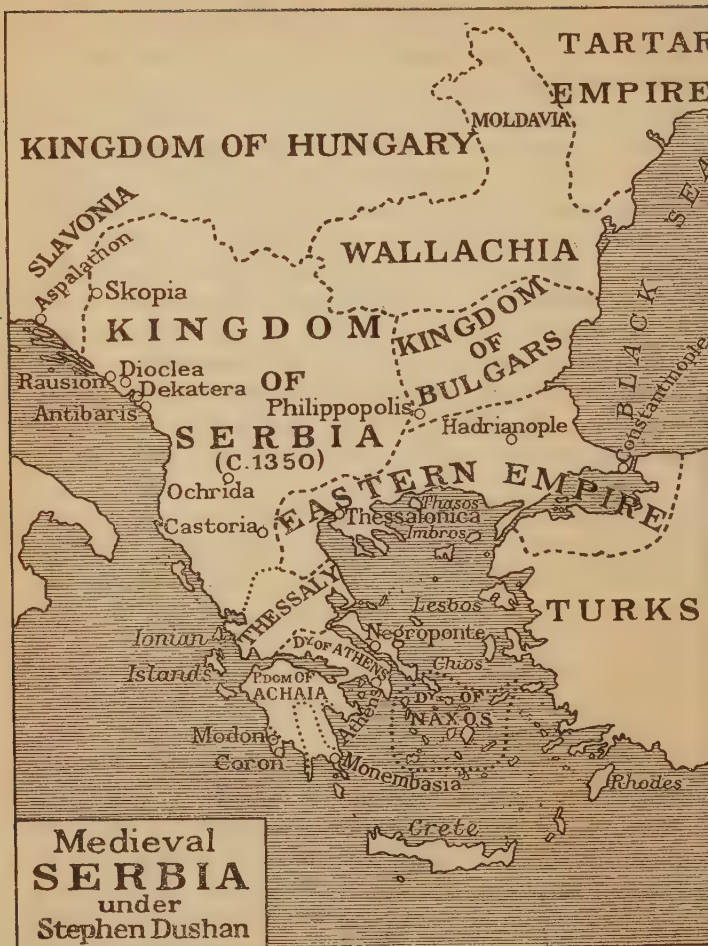 TARTAR
EMPIRE
MOLDAVIA
KINGDOM OF HUNGARY
SLAVONIA
Aspalathon
WALLACHIA
BLACK SEA
Skopia
KINGDOM
OF
SERBIA
(C.1350)
KINGDOM
OF
BULGARS
Rausion
Dioclea
Dekatera
Antibaris
Philippopolis
Hadrianople
Constantinople
Ochrida
Castoria
EASTERN EMPIRE
Thasos
Thessalonica
Imbros
THESSALY
Lesbos
TURKS
Ionian
Islands
Negroponte
Chios
DY OF ATHENS
P.DOM OF
ACHAIA
Athens
DY OF
NAXOS
Modon
Coron
Monembasia
Rhodes
Crete
Medieval
SERBIA
under
Stephen Dushan